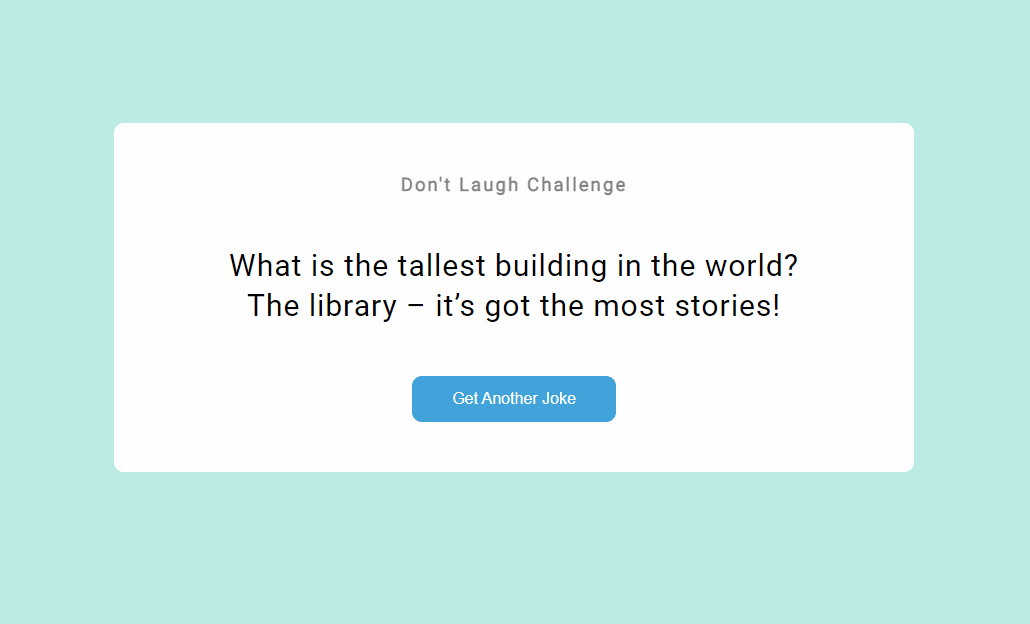 Don't Laugh Challenge
What is the tallest building in the world?
The library – it’s got the most stories!
Get Another Joke